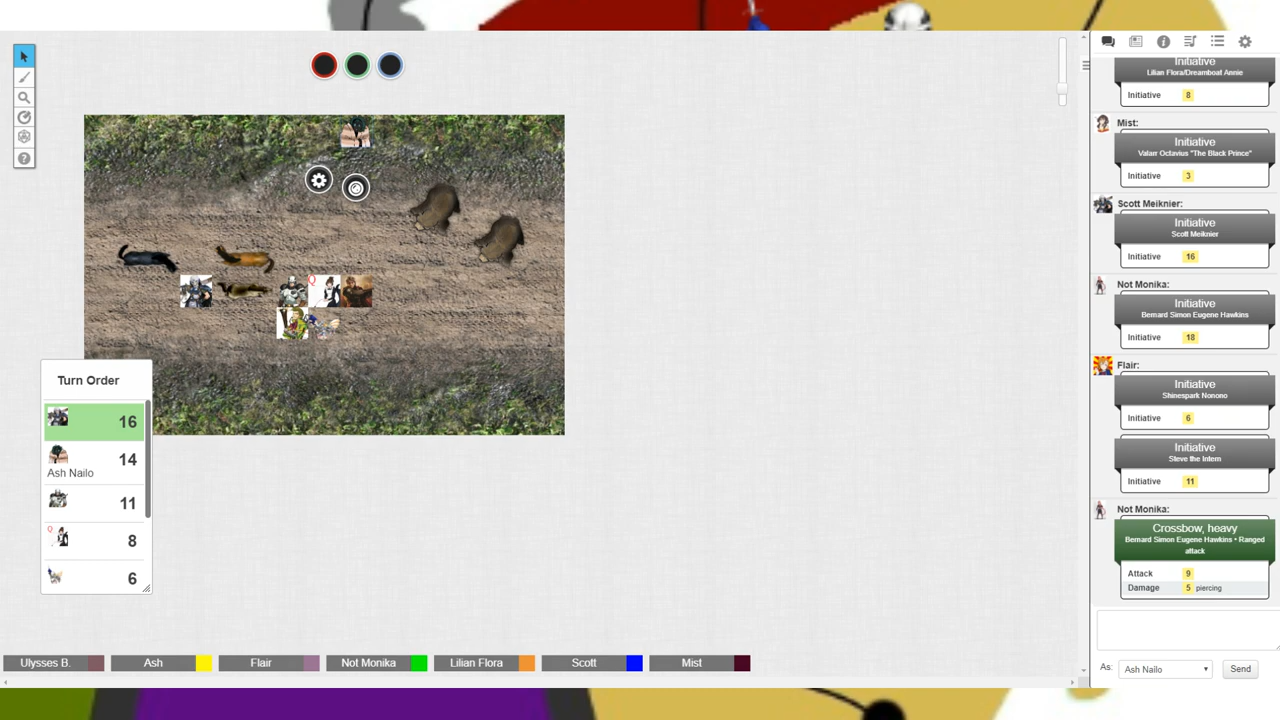 Turn Order
16
Ash Nailo
14
11
Q
8
6
Q
Ulysses B.
Ash
Flair
Not Monika
Lilian Flora
Scott
Mist
Initiative
Lilian Flora/Dreamboat Annie
Initiative 8
Mist:
Initiative
Valarr Octavius "The Black Prince"
Initiative 3
Scott Meiknier:
Initiative
Scott Meiknier
Initiative 16
Not Monika:
Initiative
Bernard Simon Eugene Hawkins
Initiative 18
Flair:
Initiative
Shinespark Nonono
Initiative 6
Initiative
Steve the Intern
Initiative 11
Not Monika:
Crossbow, heavy
Bernard Simon Eugene Hawkins • Ranged
attack
Attack 9
Damage 5 piercing
As: Ash Nailo Send